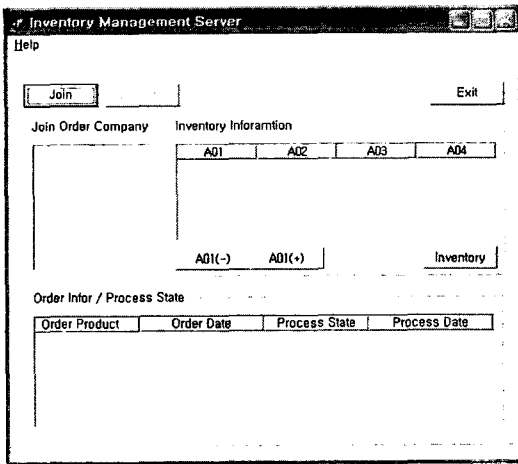 Inventory Management Server
Help
Join
Exit
Join Order Company
Inventory Inforamtion
A01 A02 A03 A04
A01(-) A01(+) Inventory
Order Infor / Process State
Order Product Order Date Process State Process Date